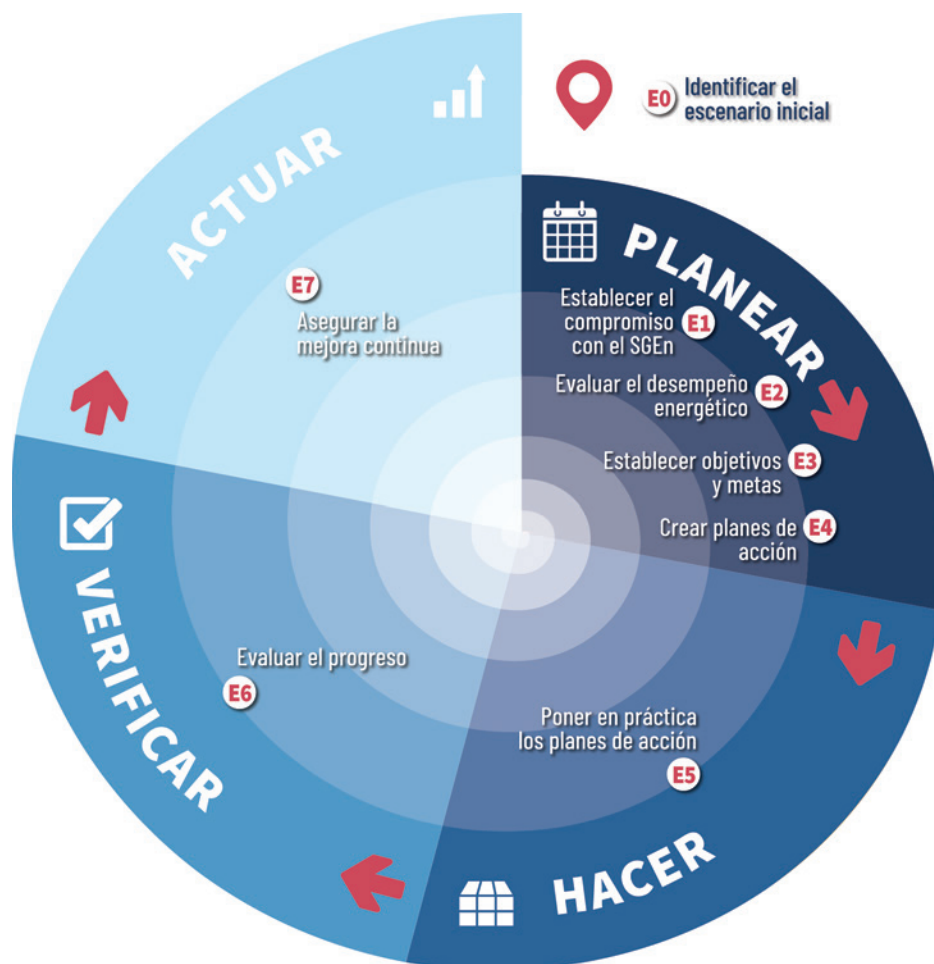 E0 Identificar el
escenario inicial
PLANEAR
Establecer el
compromiso
con el SGEn
E1
Evaluar el desempeño
energético
E2
Establecer objetivos
y metas
E3
Crear planes de
acción
E4
HACER
Poner en práctica
los planes de acción
E5
VERIFICAR
Evaluar el progreso
E6
ACTUAR
E7
Asegurar la
mejora continua